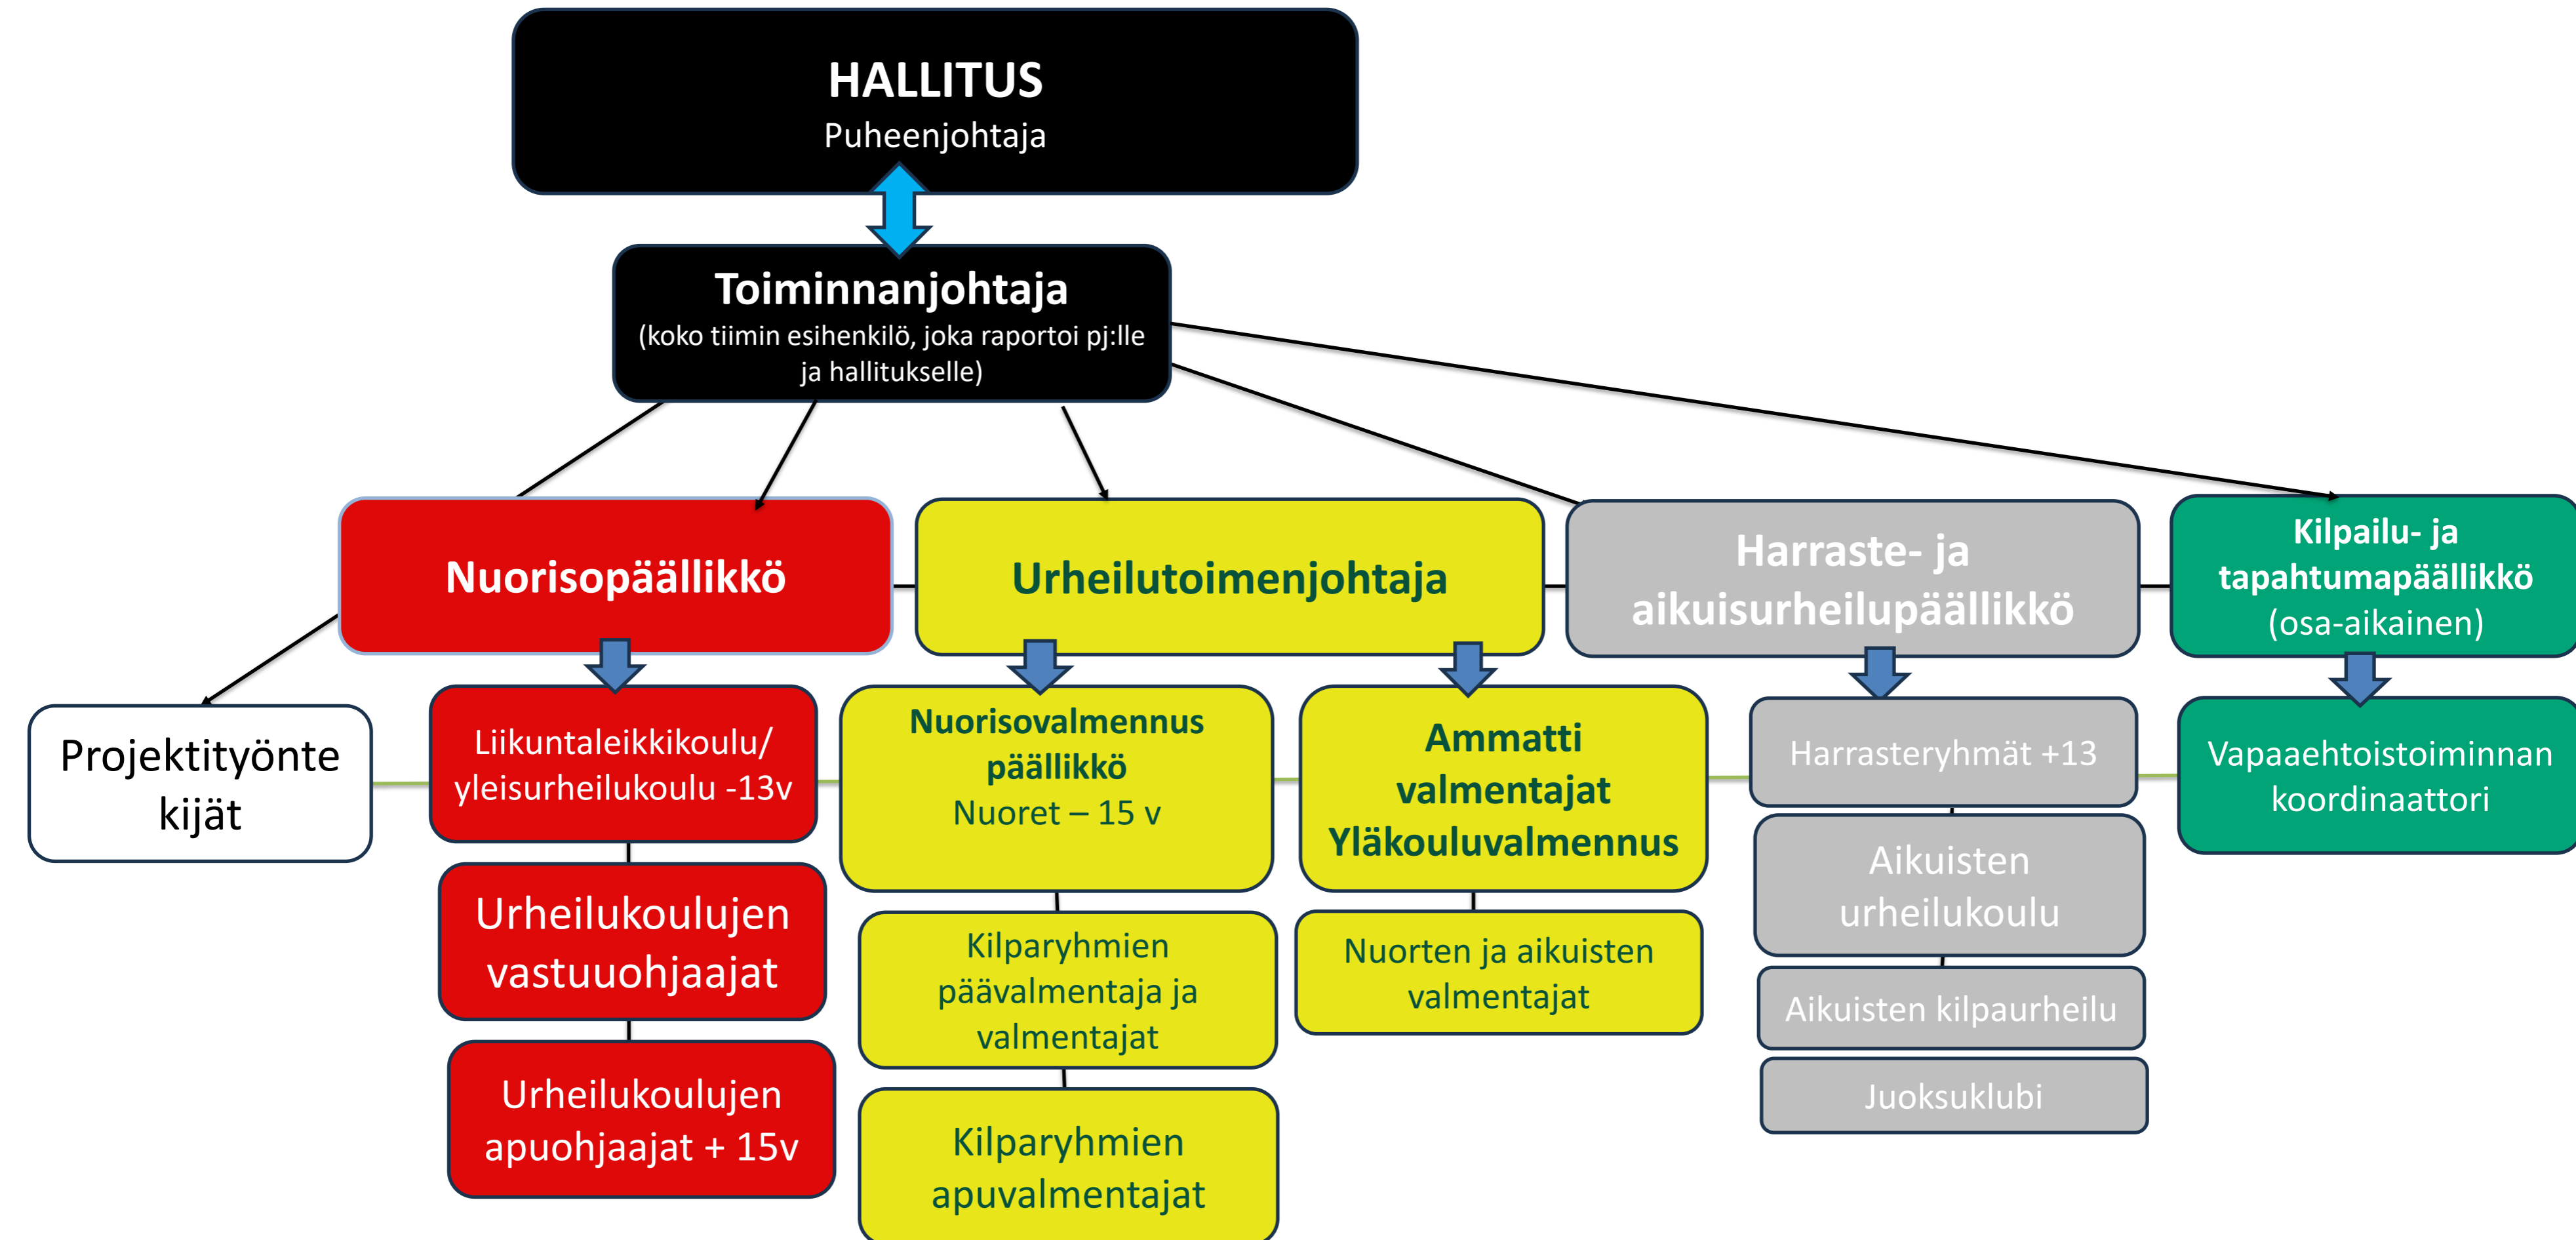 HALLITUS
Puheenjohtaja
Toiminnanjohtaja
(koko tiimin esihenkilö, joka raportoi pj:lle
ja hallitukselle)
Nuorisopäällikkö
Urheilutoimenjohtaja
Harraste- ja
aikuisurheilupäällikkö
Kilpailu- ja
tapahtumapäällikkö
(osa-aikainen)
Projektityönte
kijät
Liikuntaleikkikoulu/
yleisurheilukoulu -13v
Nuorisovalmennus
päällikkö
Nuoret – 15 v
Ammatti
valmentajat
Yläkouluvalmennus
Harrasteryhmät +13
Vapaaehtoistoiminnan
koordinaattori
Urheilukoulujen
vastuuohjaajat
Kilparyhmien
päävalmentaja ja
valmentajat
Nuorten ja aikuisten
valmentajat
Aikuisten
urheilukoulu
Aikuisten kilpaurheilu
Urheilukoulujen
apuohjaajat + 15v
Kilparyhmien
apuvalmentajat
Juoksuklubi